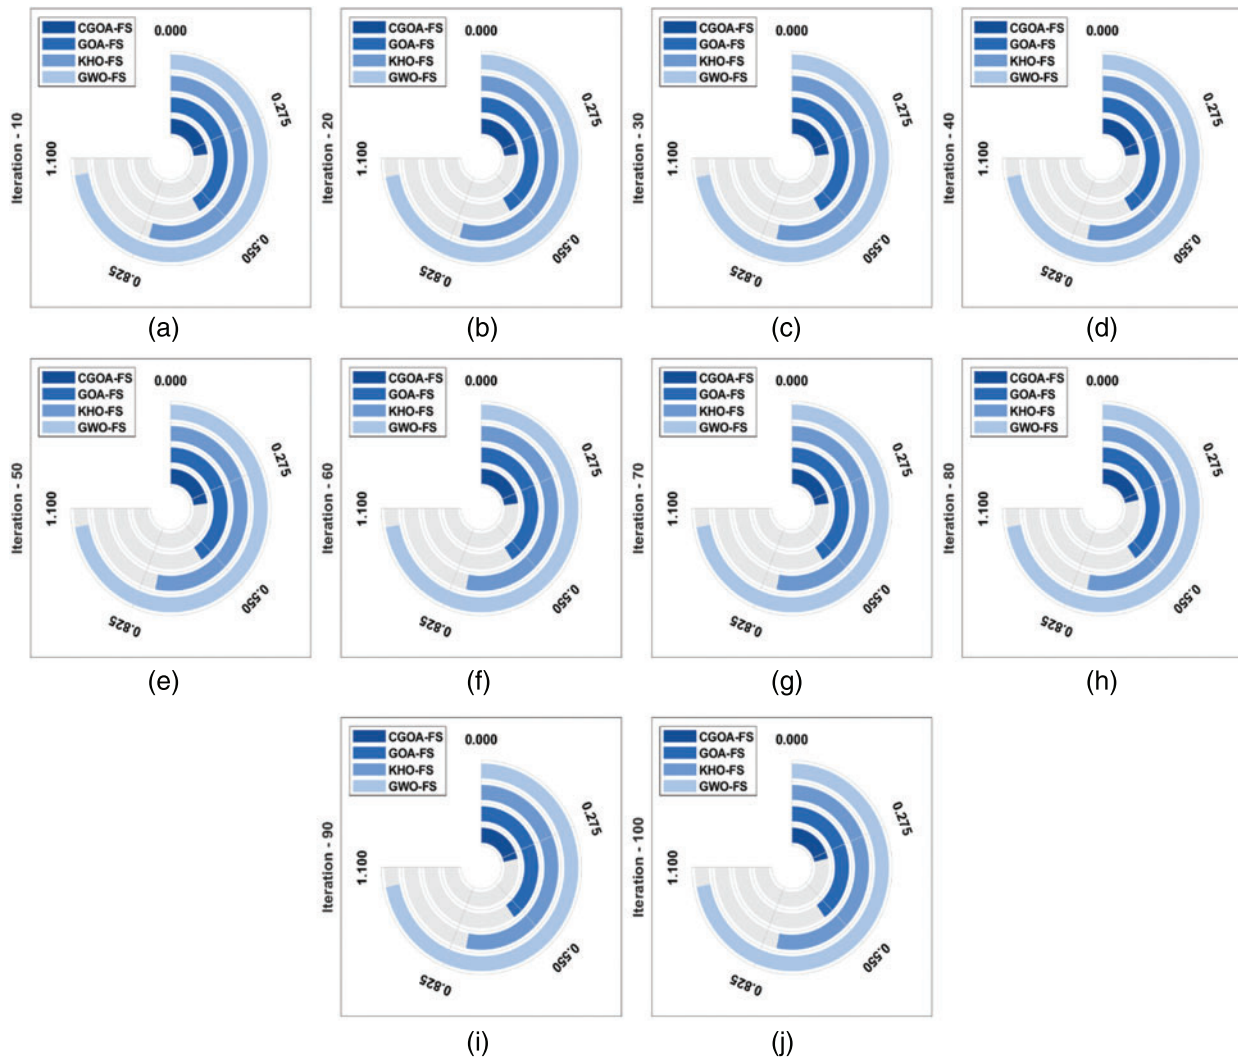 CGOA-FS
GOA-FS
KHO-FS
GWO-FS
0.000
0.275
0.550
0.825
1.100
Iteration - 10
(a)
CGOA-FS
GOA-FS
KHO-FS
GWO-FS
0.000
0.275
0.550
0.825
1.100
Iteration - 20
(b)
CGOA-FS
GOA-FS
KHO-FS
GWO-FS
0.000
0.275
0.550
0.825
1.100
Iteration - 30
(c)
CGOA-FS
GOA-FS
KHO-FS
GWO-FS
0.000
0.275
0.550
0.825
1.100
Iteration - 40
(d)
CGOA-FS
GOA-FS
KHO-FS
GWO-FS
0.000
0.275
0.550
0.825
1.100
Iteration - 50
(e)
CGOA-FS
GOA-FS
KHO-FS
GWO-FS
0.000
0.275
0.550
0.825
1.100
Iteration - 60
(f)
CGOA-FS
GOA-FS
KHO-FS
GWO-FS
0.000
0.275
0.550
0.825
1.100
Iteration - 70
(g)
CGOA-FS
GOA-FS
KHO-FS
GWO-FS
0.000
0.275
0.550
0.825
1.100
Iteration - 80
(h)
CGOA-FS
GOA-FS
KHO-FS
GWO-FS
0.000
0.275
0.550
0.825
1.100
Iteration - 90
(i)
CGOA-FS
GOA-FS
KHO-FS
GWO-FS
0.000
0.275
0.550
0.825
1.100
Iteration - 100
(j)